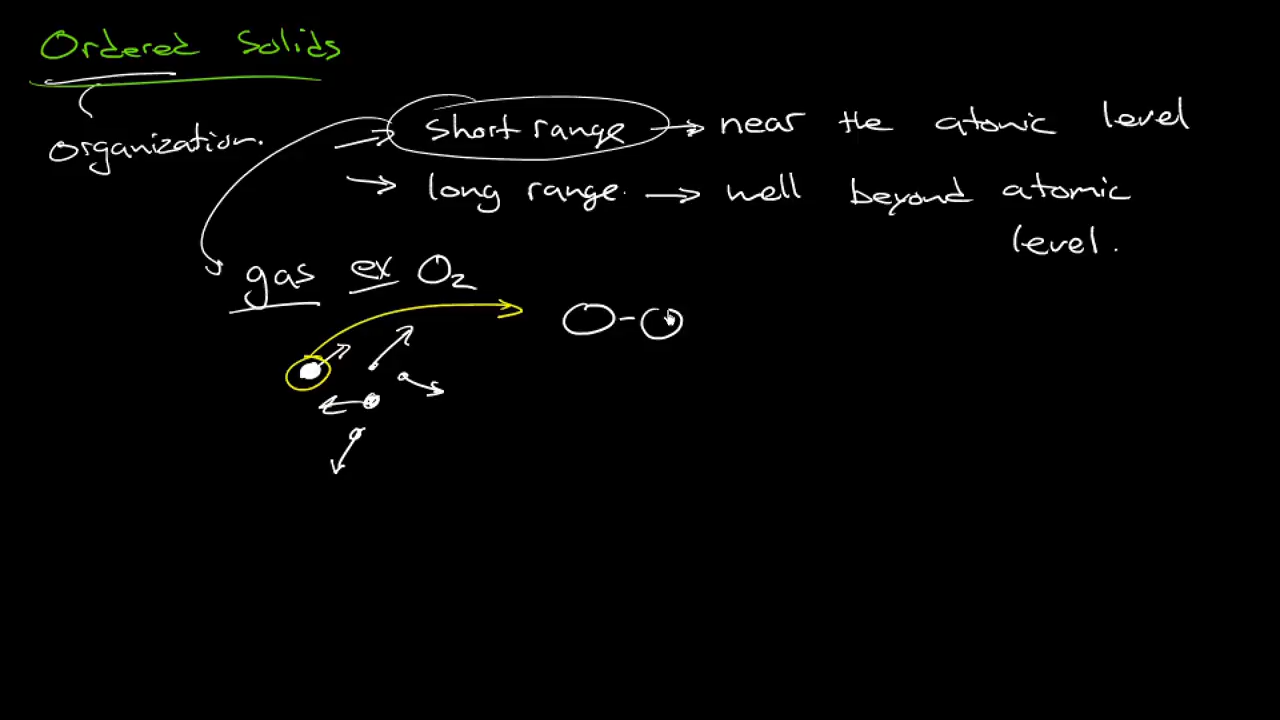 Ordered Solids
organization.
short range → near the atomic level
long range. → well beyond atomic
level.
gas ex O₂
O-O